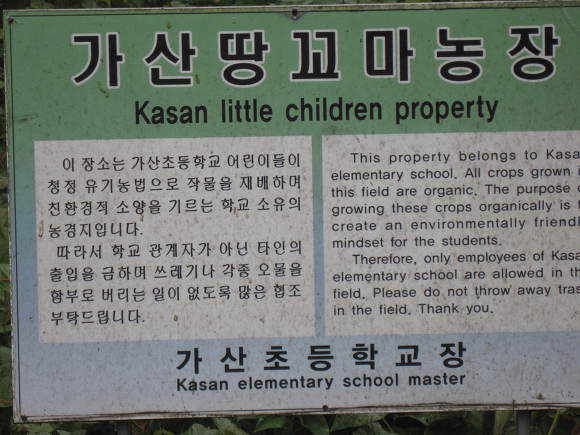 가산땅꼬마농장
Kasan little children property
이 장소는 가산초등학교 어린이들이
청정 유기농법으로 작물을 재배하며
친환경적 소양을 기르는 학교 소유의
농경지입니다.
따라서 학교 관계자가 아닌 타인의
출입을 금하며 쓰레기나 각종 오물을
함부로 버리는 일이 없도록 많은 협조
부탁드립니다.
This property belongs to Kasa
elementary school. All crops grown i
this field are organic. The purpose o
growing these crops organically is t
create an environmentally friendl
mindset for the students.
Therefore, only employees of Kasa
elementary school are allowed in th
field. Please do not throw away tras
in the field. Thank you.
가산초등학교장
Kasan elementary school master